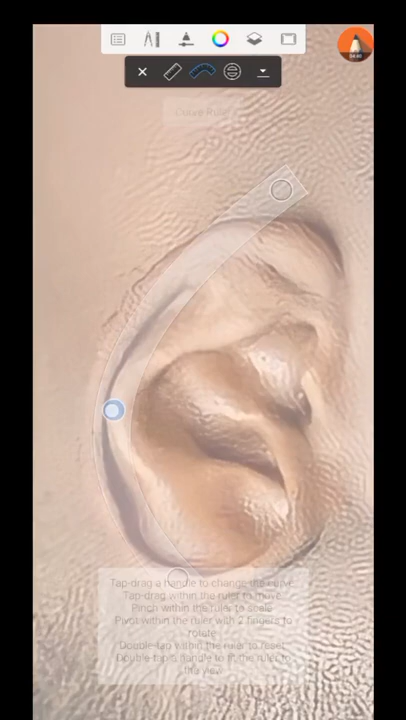 Curve Ruler
Tap-drag a handle to change the curve.
Tap-drag within the ruler to move.
Pinch within the ruler to scale
Pivot within the ruler with 2 fingers to
rotate
Double-tap within the ruler to reset
Double-tap a handle to fit the ruler to
the view